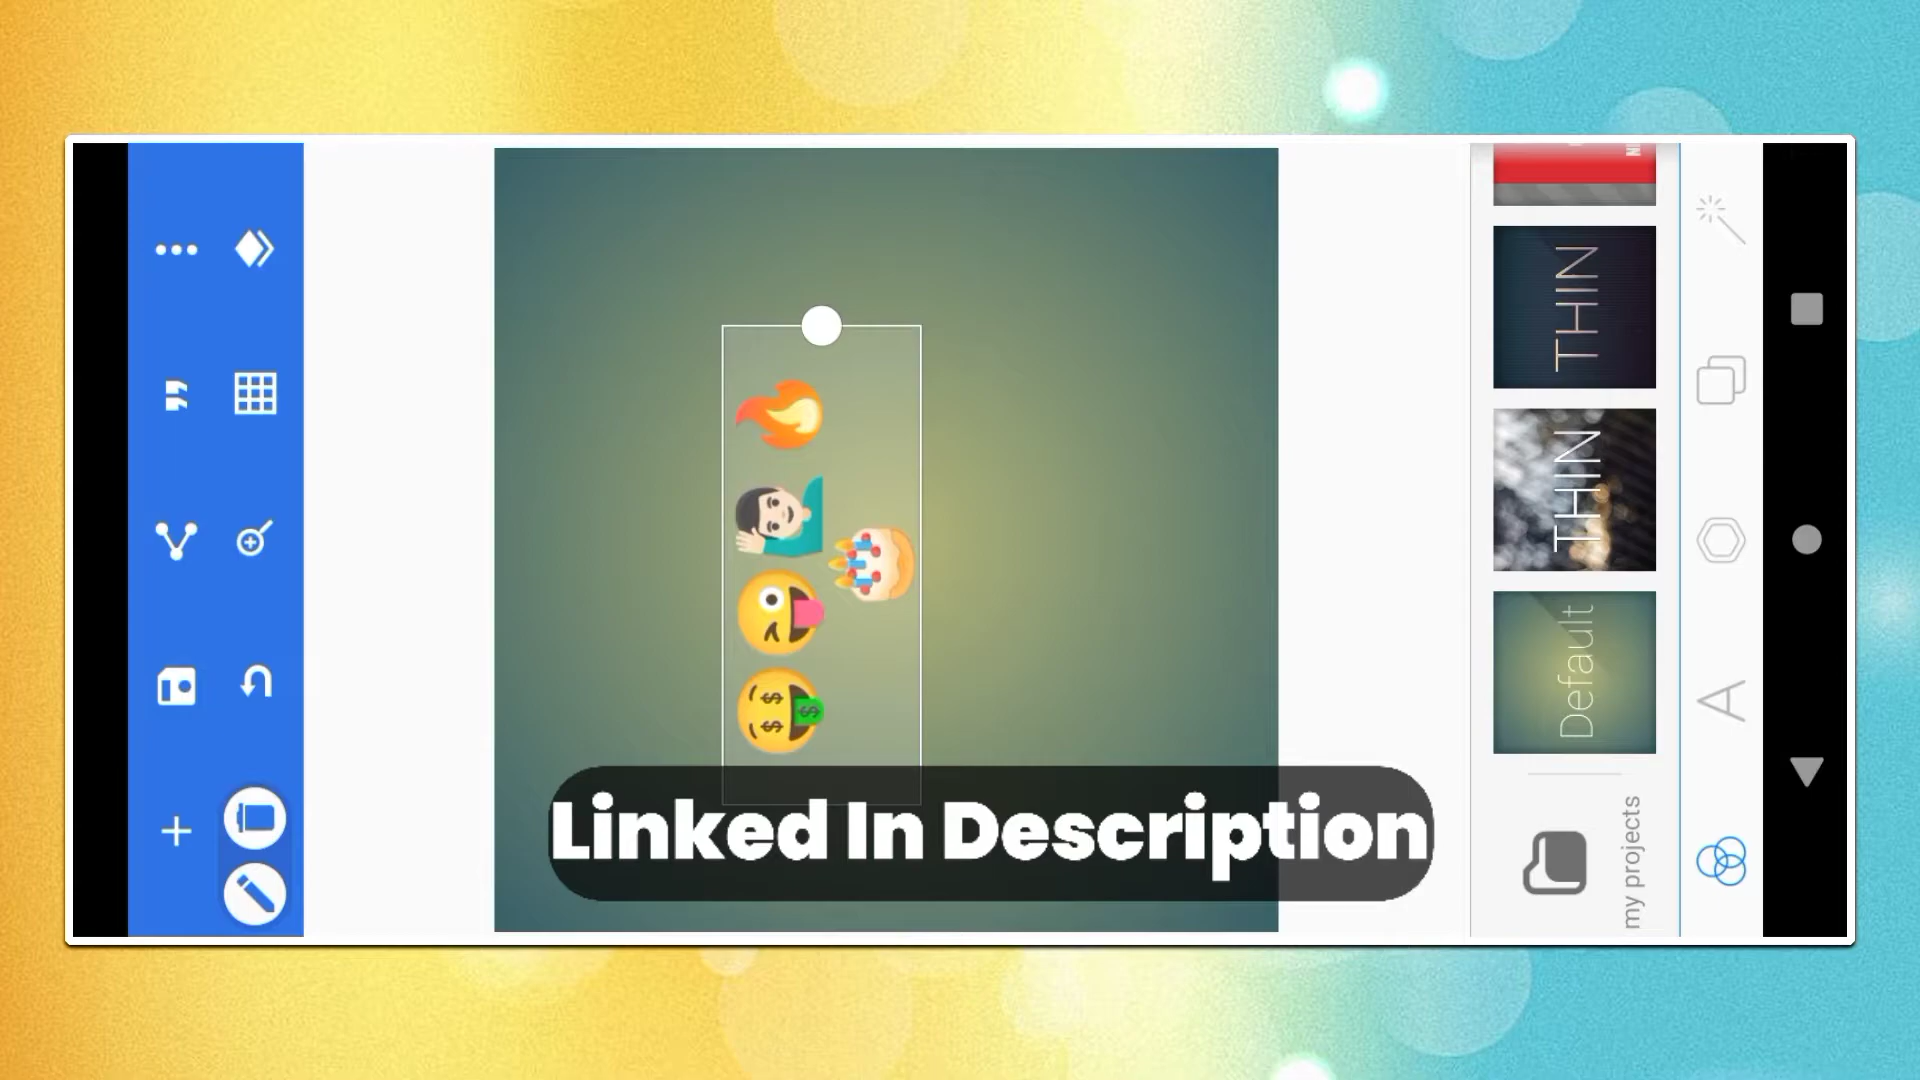 Linked In Description
THIN
THIN
Default
my projects